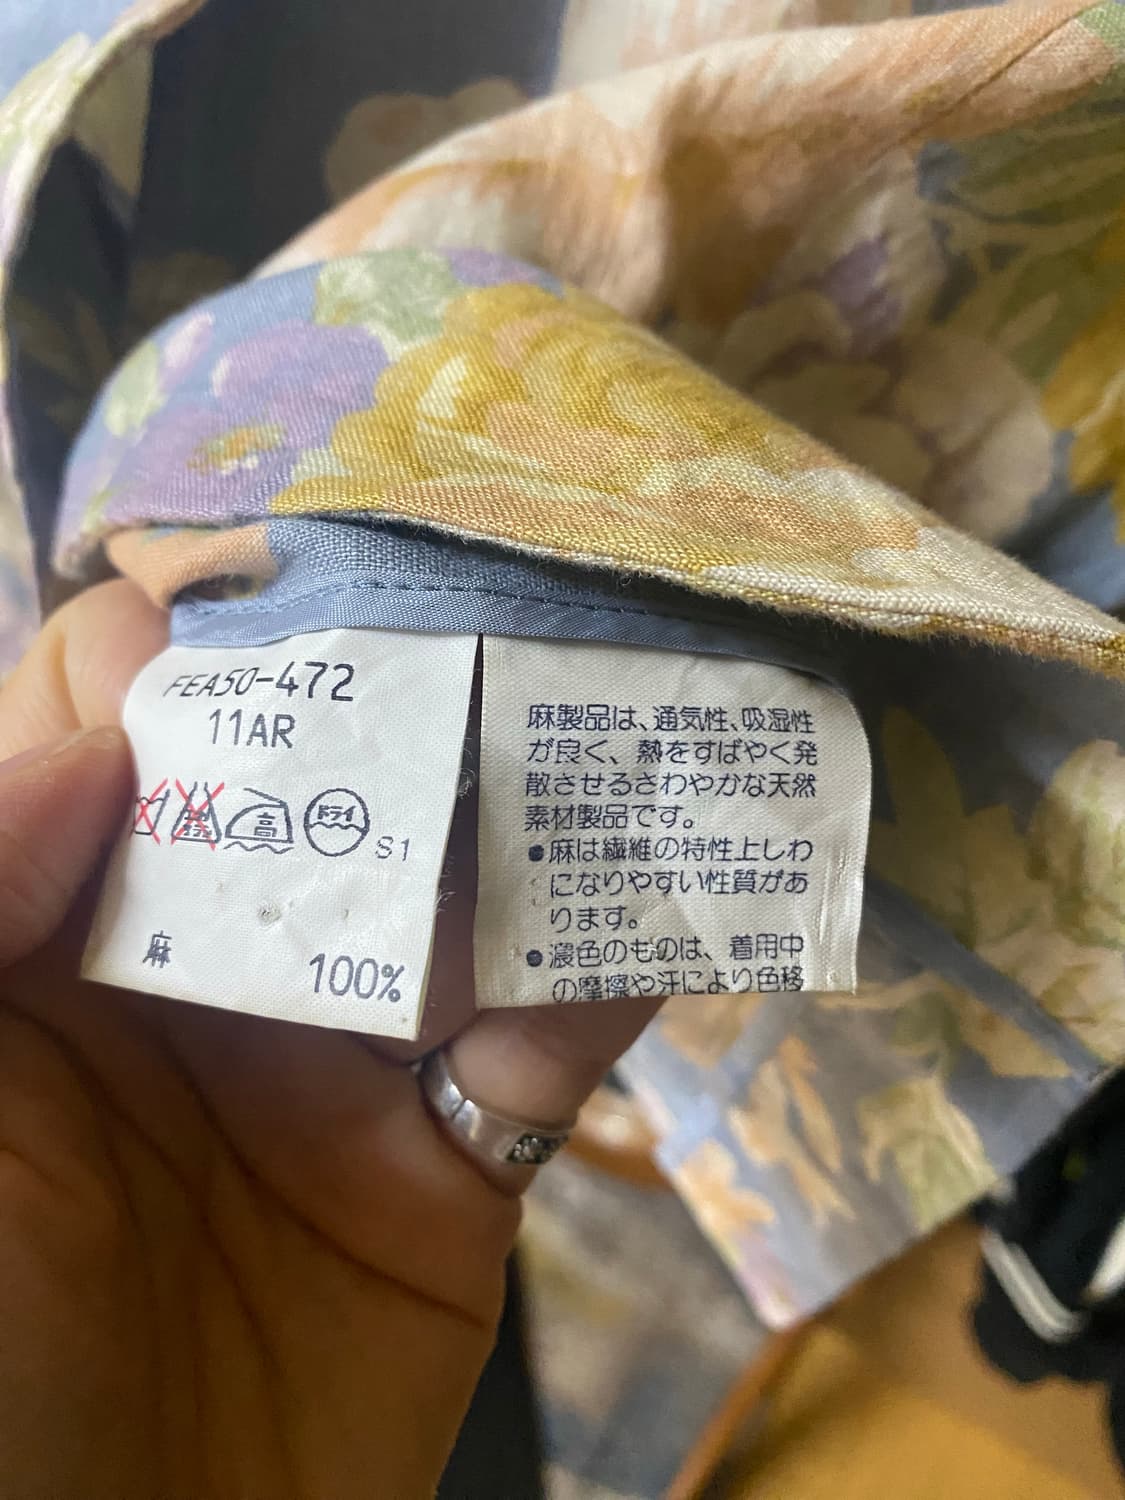 FEA50-472
11AR
高
ドライ
S1
麻
100%
麻製品は、通気性、吸湿性
が良く、熱をすばやく発
散させるさわやかな天然
素材製品です。
●麻は繊維の特性上しわ
になりやすい性質があ
ります。
●濃色のものは、着用中
の摩擦や汗により色移